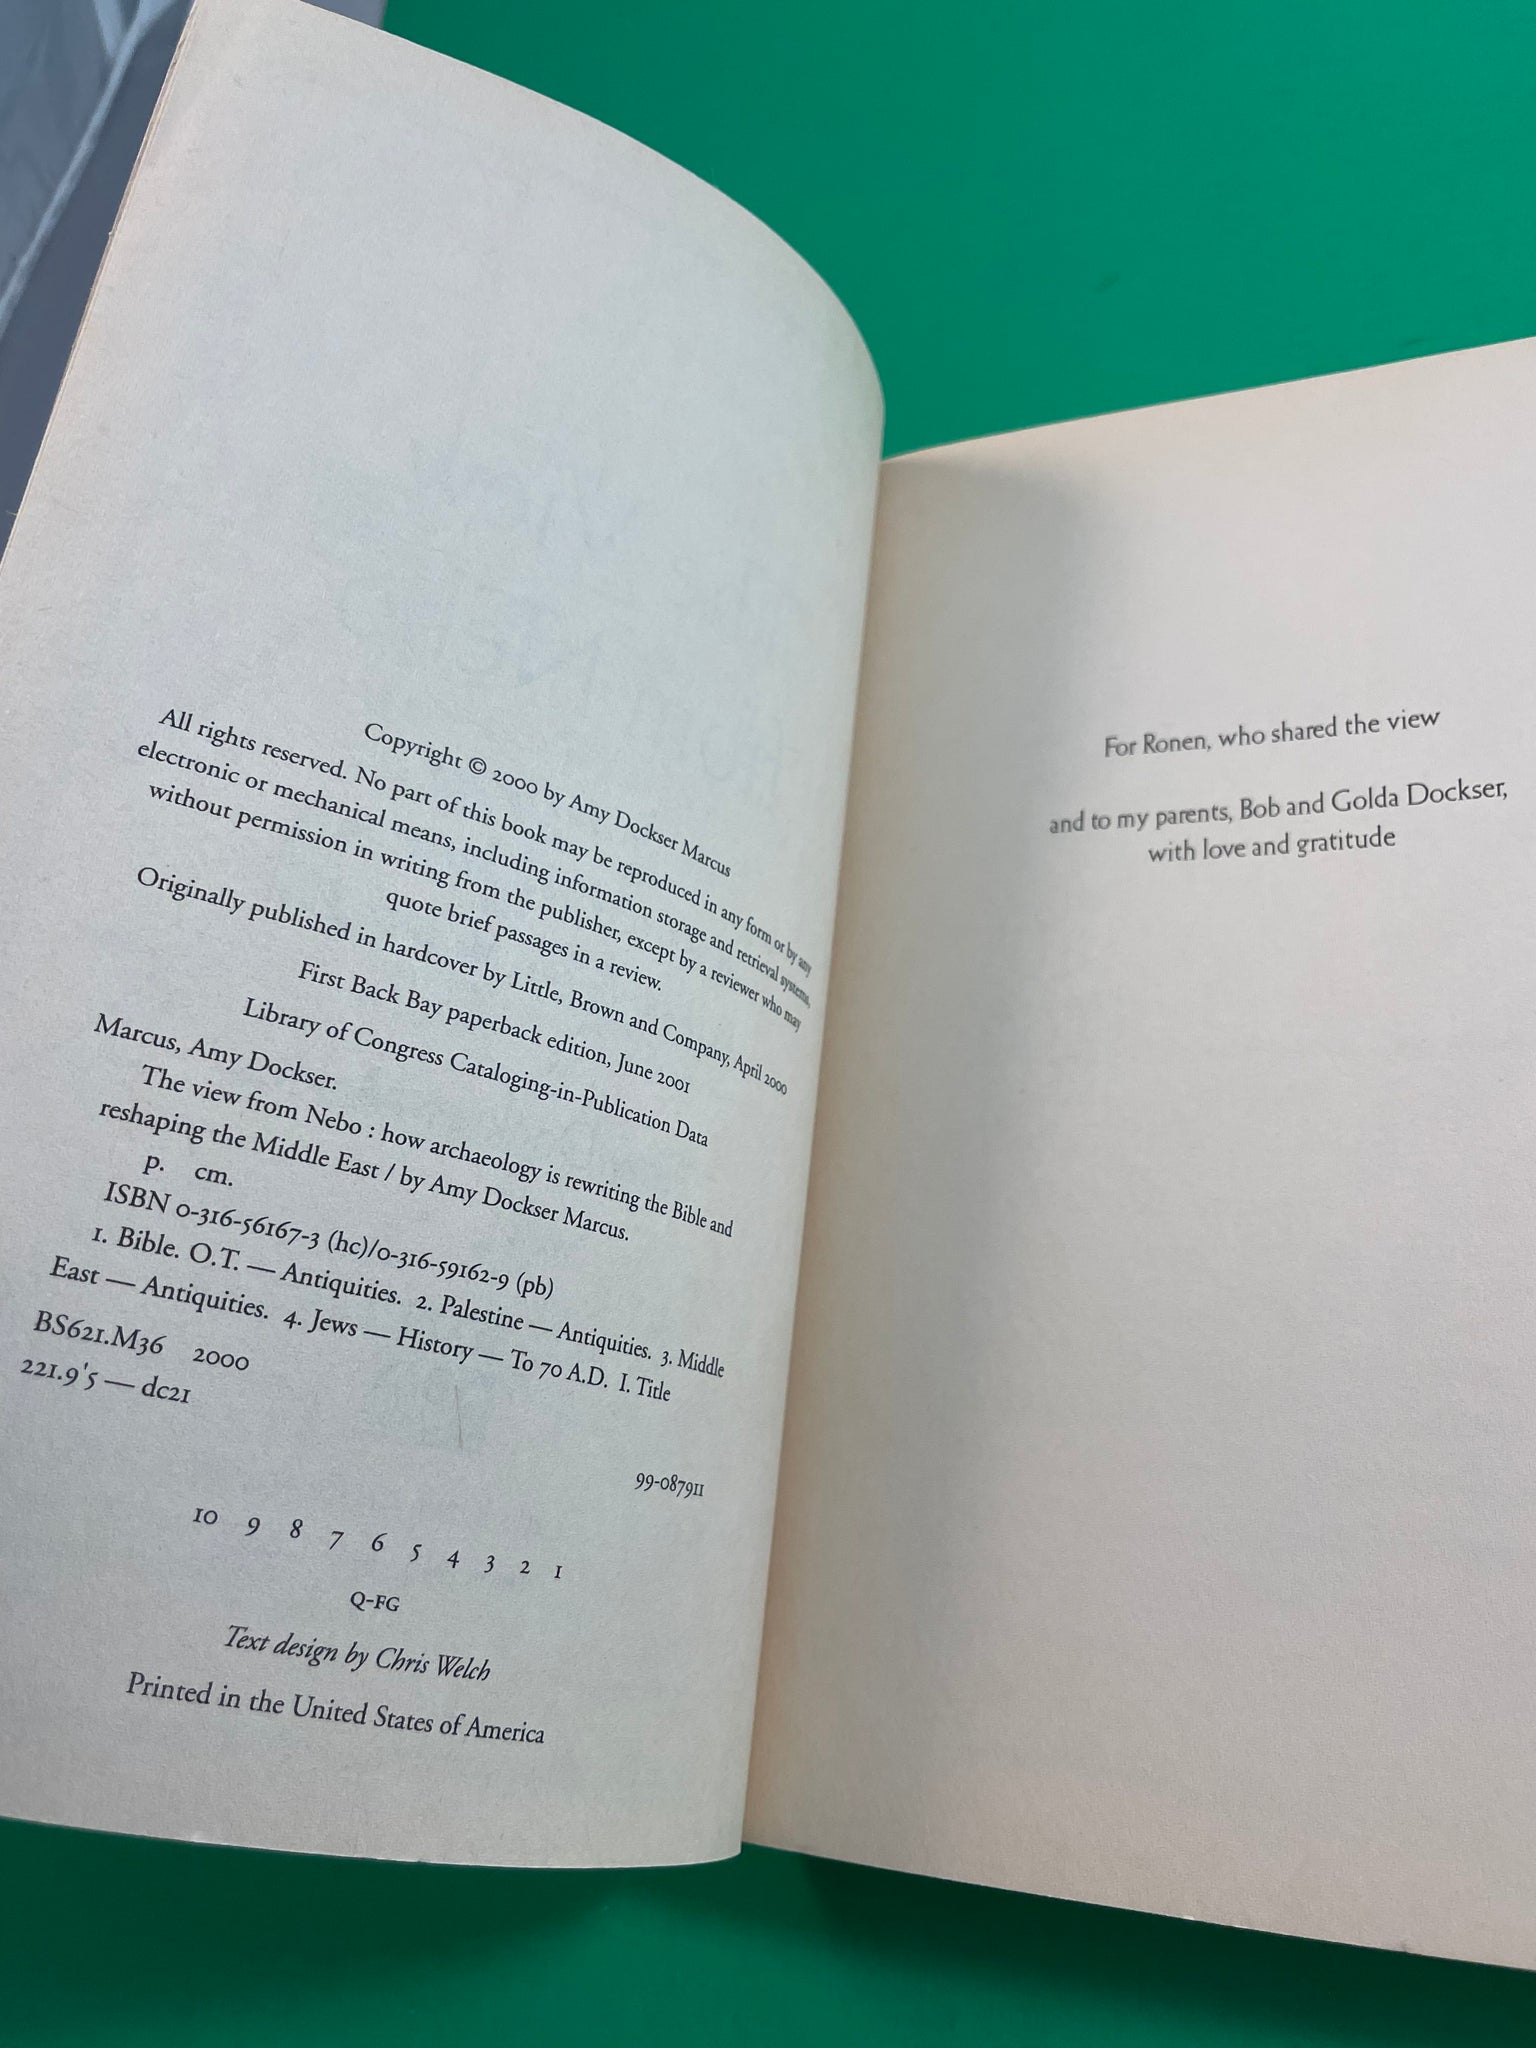 Copyright © 2000 by Amy Dockser Marcus
All rights reserved. No part of this book may be reproduced in any form or by any
electronic or mechanical means, including information storage and retrieval systems,
without permission in writing from the publisher, except by a reviewer who may
quote brief passages in a review.
Originally published in hardcover by Little, Brown and Company, April 2000
First Back Bay paperback edition, June 2001
Library of Congress Cataloging-in-Publication Data
Marcus, Amy Dockser.
The view from Nebo : how archaeology is rewriting the Bible and
reshaping the Middle East / by Amy Dockser Marcus.
p. cm.
ISBN 0-316-56167-3 (hc)/0-316-59162-9 (pb)
1. Bible. O.T. — Antiquities. 2. Palestine — Antiquities. 3. Middle
East — Antiquities. 4. Jews — History — To 70 A.D. I. Title
BS621.M36 2000
221.9'5 — dc21
99-087911
10 9 8 7 6 5 4 3 2 1
Q-FG
Text design by Chris Welch
Printed in the United States of America
For Ronen, who shared the view
and to my parents, Bob and Golda Dockser,
with love and gratitude